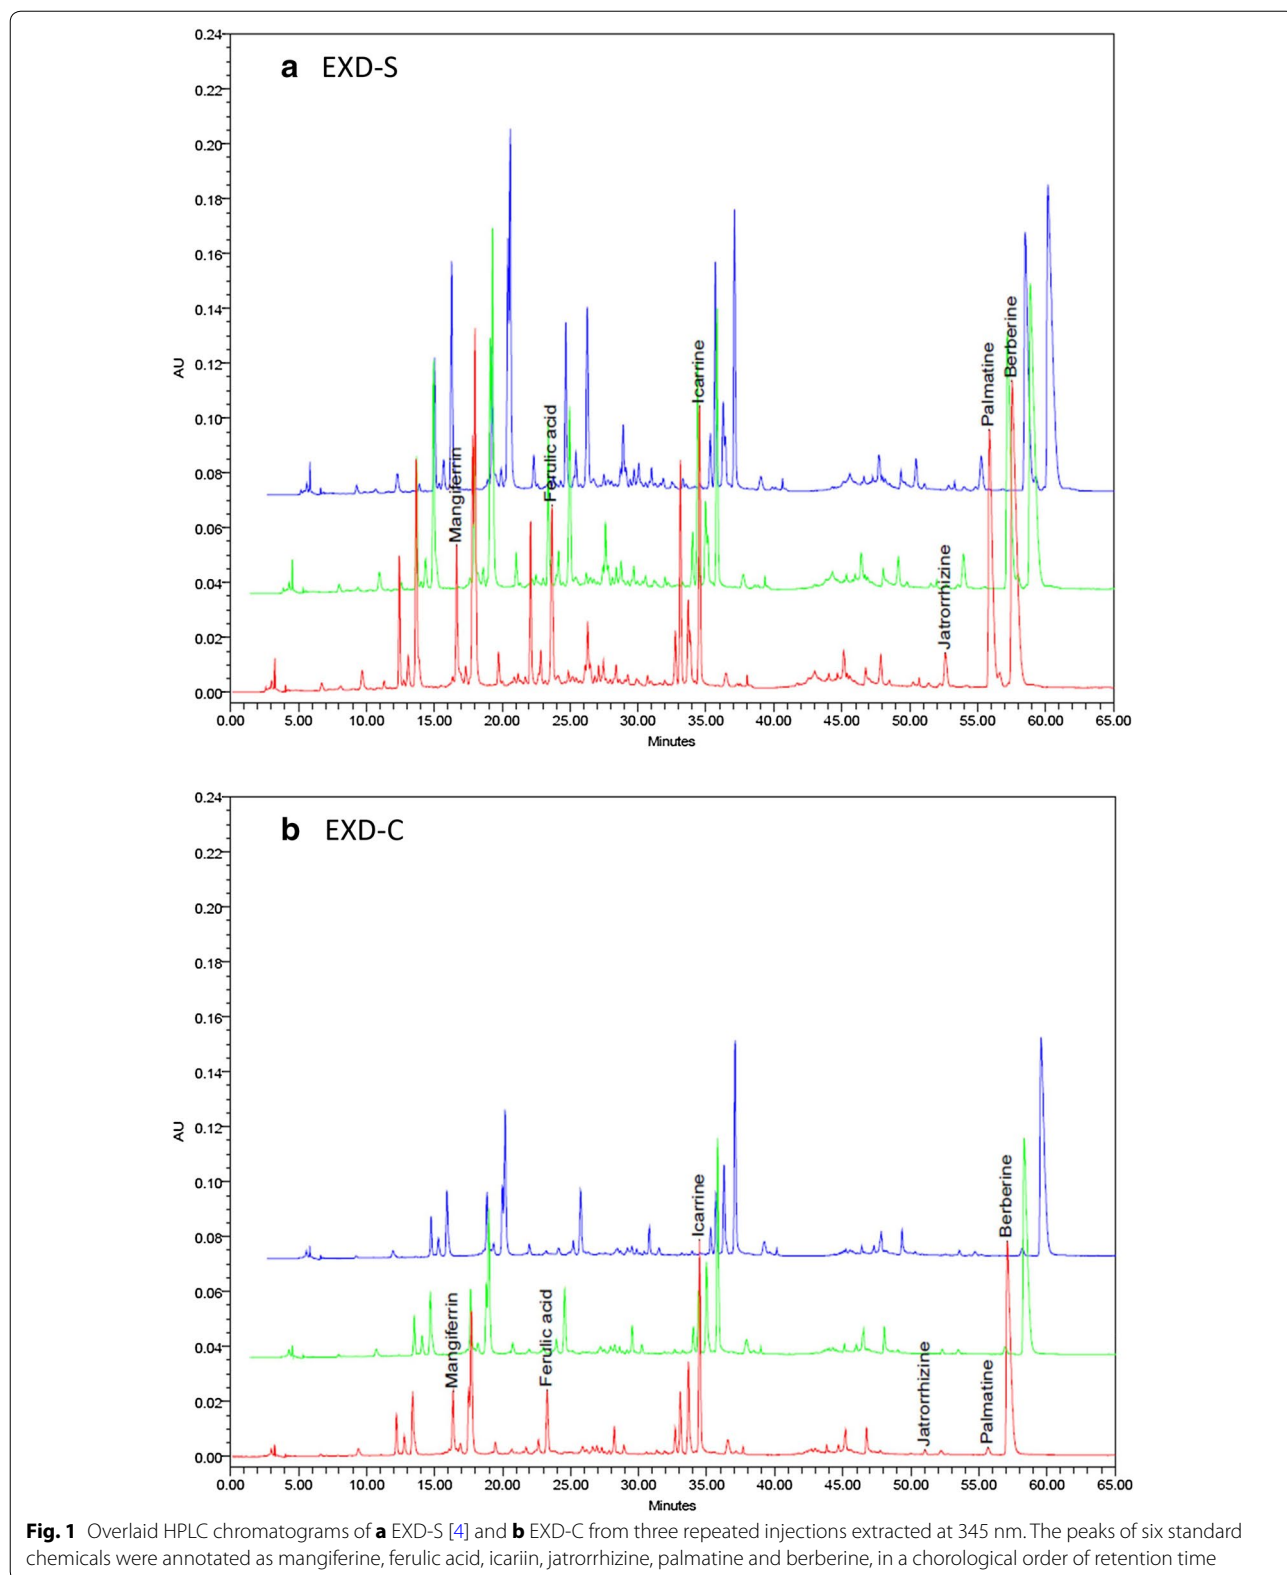 a EXD-S
0.24
0.22
0.20
0.18
0.16
0.14
0.12
0.10
0.08
0.06
0.04
0.02
0.00
AU
Mangiferrin
Ferulic acid
Icarrine
Jatrorrhizine
Palmatine
Berberine
0.00 5.00 10.00 15.00 20.00 25.00 30.00 35.00 40.00 45.00 50.00 55.00 60.00 65.00
Minutes
b EXD-C
0.24
0.22
0.20
0.18
0.16
0.14
0.12
0.10
0.08
0.06
0.04
0.02
0.00
AU
Mangiferrin
Ferulic acid
Icarrine
Jatrorrhizine
Palmatine
Berberine
0.00 5.00 10.00 15.00 20.00 25.00 30.00 35.00 40.00 45.00 50.00 55.00 60.00 65.00
Minutes
Fig. 1 Overlaid HPLC chromatograms of a EXD-S [4] and b EXD-C from three repeated injections extracted at 345 nm. The peaks of six standard
chemicals were annotated as mangiferine, ferulic acid, icariin, jatrorrhizine, palmatine and berberine, in a chorological order of retention time